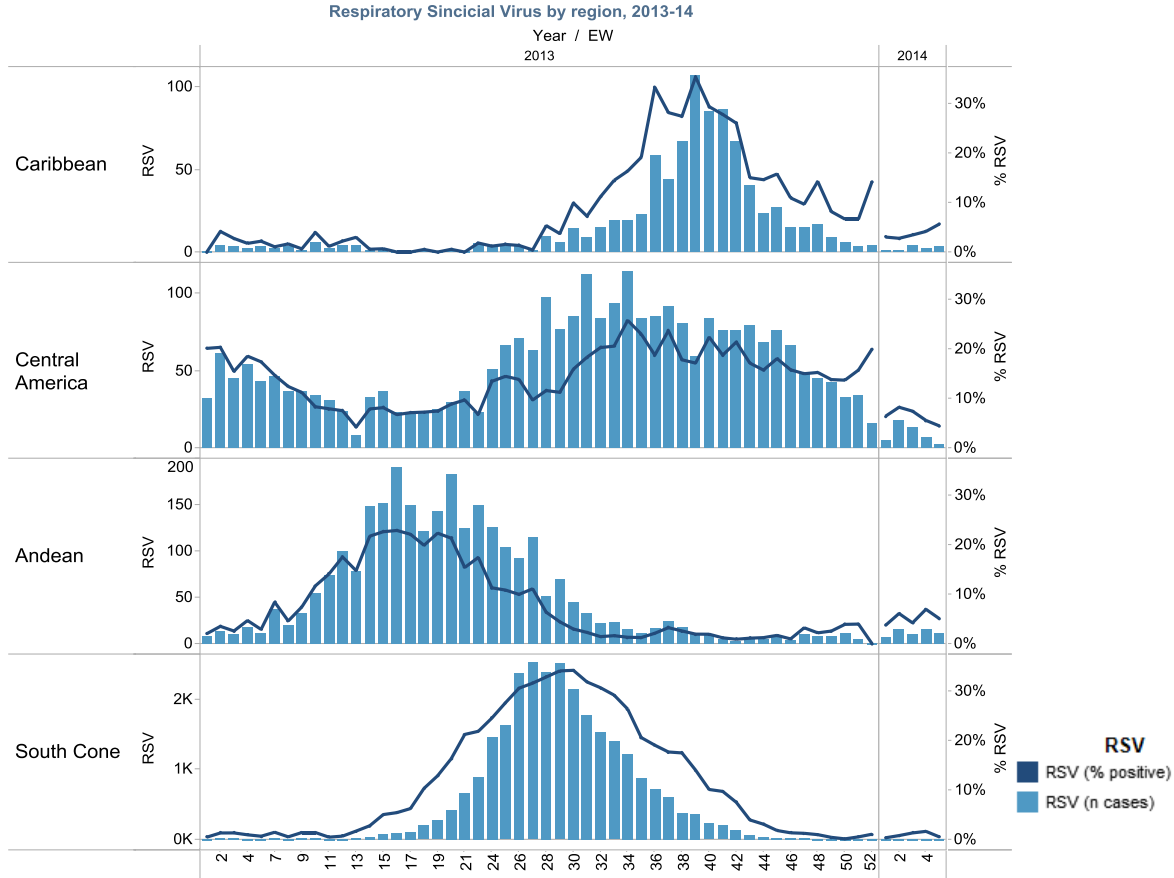 Respiratory Sincicial Virus by region, 2013-14
Year / EW
2013 2014
Caribbean
RSV
100
50
0
30%
20%
10%
0%
% RSV
Central
America
RSV
100
50
0
30%
20%
10%
0%
% RSV
Andean
RSV
200
150
100
50
0
30%
20%
10%
0%
% RSV
South Cone
RSV
2K
1K
0K
30%
20%
10%
0%
% RSV
2 4 7 9 11 13 15 17 19 21 24 26 28 30 32 34 36 38 40 42 44 46 48 50 52 2 4
RSV
RSV (% positive)
RSV (n cases)